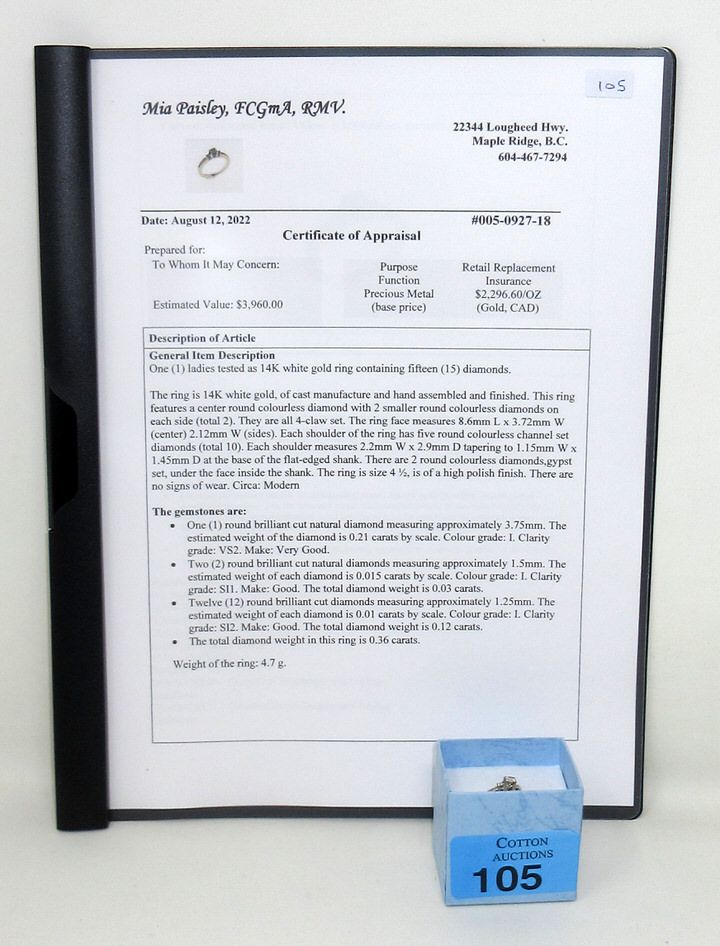 105
Mia Paisley, FCGmA, RMV.
22344 Lougheed Hwy.
Maple Ridge, B.C.
604-467-7294
Date: August 12, 2022
#005-0927-18
Certificate of Appraisal
Prepared for:
To Whom It May Concern:
Purpose
Function
Retail Replacement
Insurance
Estimated Value: $3,960.00
Precious Metal
(base price)
$2,296.60/OZ
(Gold, CAD)
Description of Article
General Item Description
One (1) ladies tested as 14K white gold ring containing fifteen (15) diamonds.
The ring is 14K white gold, of cast manufacture and hand assembled and finished. This ring
features a center round colourless diamond with 2 smaller round colourless diamonds on
each side (total 2). They are all 4-claw set. The ring face measures 8.6mm L x 3.72mm W
(center) 2.12mm W (sides). Each shoulder of the ring has five round colourless channel set
diamonds (total 10). Each shoulder measures 2.2mm W x 2.9mm D tapering to 1.15mm W x
1.45mm D at the base of the flat-edged shank. There are 2 round colourless diamonds,gypst
set, under the face inside the shank. The ring is size 4 ½, is of a high polish finish. There are
no signs of wear. Circa: Modern
The gemstones are:
• One (1) round brilliant cut natural diamond measuring approximately 3.75mm. The
estimated weight of the diamond is 0.21 carats by scale. Colour grade: I. Clarity
grade: VS2. Make: Very Good.
• Two (2) round brilliant cut natural diamonds measuring approximately 1.5mm. The
estimated weight of each diamond is 0.015 carats by scale. Colour grade: I. Clarity
grade: SI1. Make: Good. The total diamond weight is 0.03 carats.
• Twelve (12) round brilliant cut diamonds measuring approximately 1.25mm. The
estimated weight of each diamond is 0.01 carats by scale. Colour grade: I. Clarity
grade: SI2. Make: Good. The total diamond weight is 0.12 carats.
• The total diamond weight in this ring is 0.36 carats.
Weight of the ring: 4.7 g.
COTTON
AUCTIONS
105